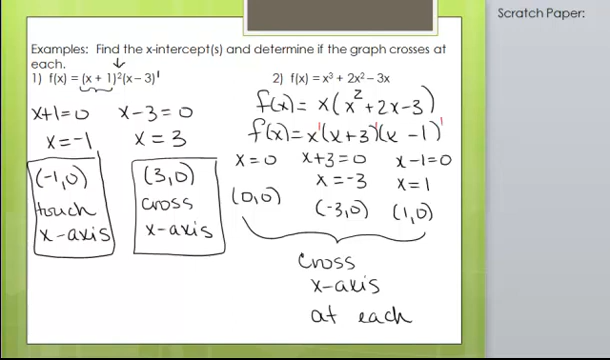 Scratch Paper:
Examples: Find the x-intercept(s) and determine if the graph crosses at
each. ↓
1) f(x) = (x + 1)²(x – 3)¹
x+1=0 x-3=0
x=-1 x=3
(-1,0)
touch
x-axis
(3,0)
cross
x-axis
2) f(x) = x³ + 2x² – 3x
f(x)= x(x²+2x-3)
f(x)= x¹(x+3)¹(x-1)¹
x=0 x+3=0 x-1=0
x=-3 x=1
(0,0) (-3,0) (1,0)
cross
x-axis
at each